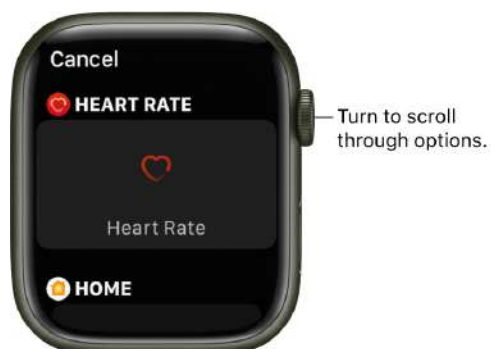 Cancel
HEART RATE
Turn to scroll
through options.
Heart Rate
HOME